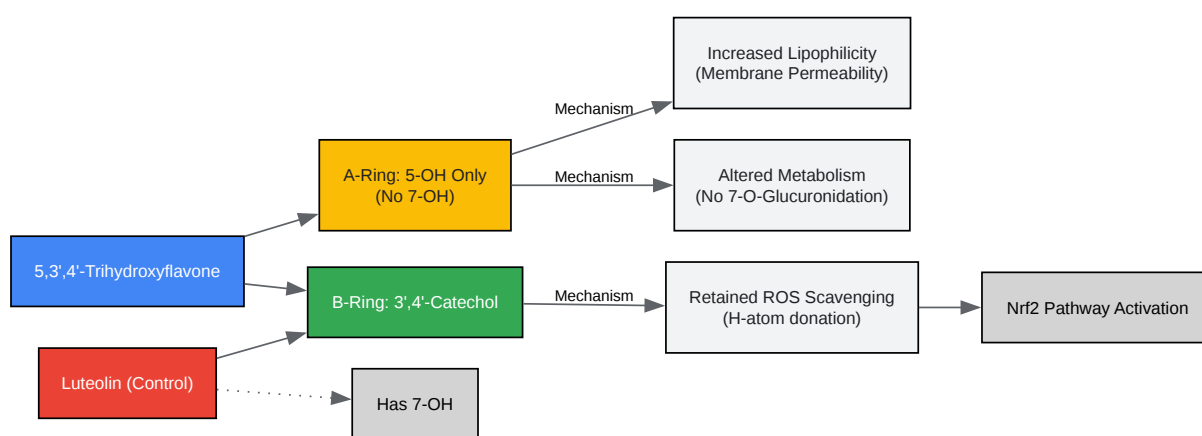 Increased Lipophilicity
(Membrane Permeability)
Mechanism
A-Ring: 5-OH Only
(No 7-OH)
Mechanism
Altered Metabolism
(No 7-O-Glucuronidation)
5,3',4'-Trihydroxyflavone
B-Ring: 3',4'-Catechol
Mechanism
Retained ROS Scavenging
(H-atom donation)
Nrf2 Pathway Activation
Luteolin (Control)
Has 7-OH